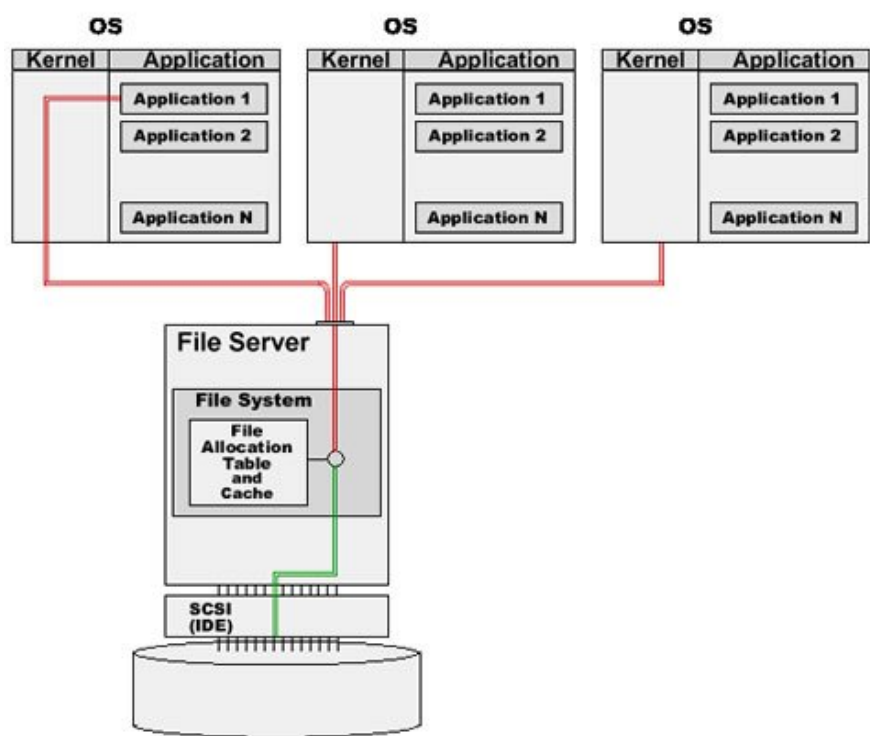 OS
Kernel Application
Application 1
Application 2
Application N
OS
Kernel Application
Application 1
Application 2
Application N
OS
Kernel Application
Application 1
Application 2
Application N
File Server
File System
File
Allocation
Table
and
Cache
SCSI
(IDE)